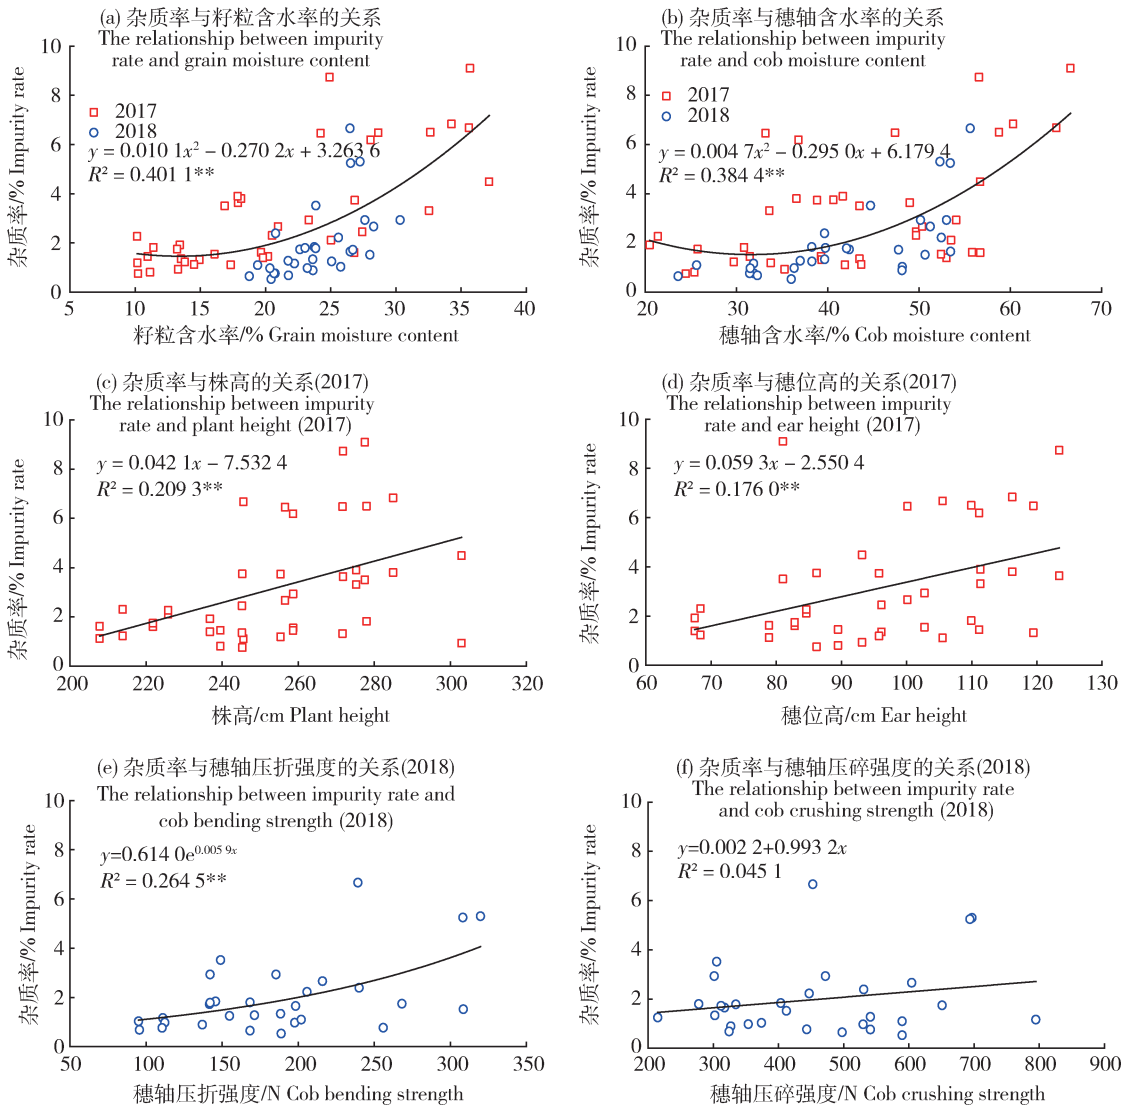 (a) 杂质率与籽粒含水率的关系
The relationship between impurity
rate and grain moisture content
2017
2018
y = 0.010 1x² − 0.270 2x + 3.263 6
R² = 0.401 1**
杂质率/% Impurity rate
10
8
6
4
2
0
5 10 15 20 25 30 35 40
籽粒含水率/% Grain moisture content
(b) 杂质率与穗轴含水率的关系
The relationship between impurity
rate and cob moisture content
2017
2018
y = 0.004 7x² − 0.295 0x + 6.179 4
R² = 0.384 4**
杂质率/% Impurity rate
10
8
6
4
2
0
20 30 40 50 60 70
穗轴含水率/% Cob moisture content
(c) 杂质率与株高的关系(2017)
The relationship between impurity
rate and plant height (2017)
y = 0.042 1x − 7.532 4
R² = 0.209 3**
杂质率/% Impurity rate
10
8
6
4
2
0
200 220 240 260 280 300 320
株高/cm Plant height
(d) 杂质率与穗位高的关系(2017)
The relationship between impurity
rate and ear height (2017)
y = 0.059 3x − 2.550 4
R² = 0.176 0**
杂质率/% Impurity rate
10
8
6
4
2
0
60 70 80 90 100 110 120 130
穗位高/cm Ear height
(e) 杂质率与穗轴压折强度的关系(2018)
The relationship between impurity rate and
cob bending strength (2018)
y=0.614 0e^0.005 9x
R² = 0.264 5**
杂质率/% Impurity rate
10
8
6
4
2
0
50 100 150 200 250 300 350
穗轴压折强度/N Cob bending strength
(f) 杂质率与穗轴压碎强度的关系(2018)
The relationship between impurity rate
and cob crushing strength (2018)
y=0.002 2+0.993 2x
R² = 0.045 1
杂质率/% Impurity rate
10
8
6
4
2
0
200 300 400 500 600 700 800 900
穗轴压碎强度/N Cob crushing strength